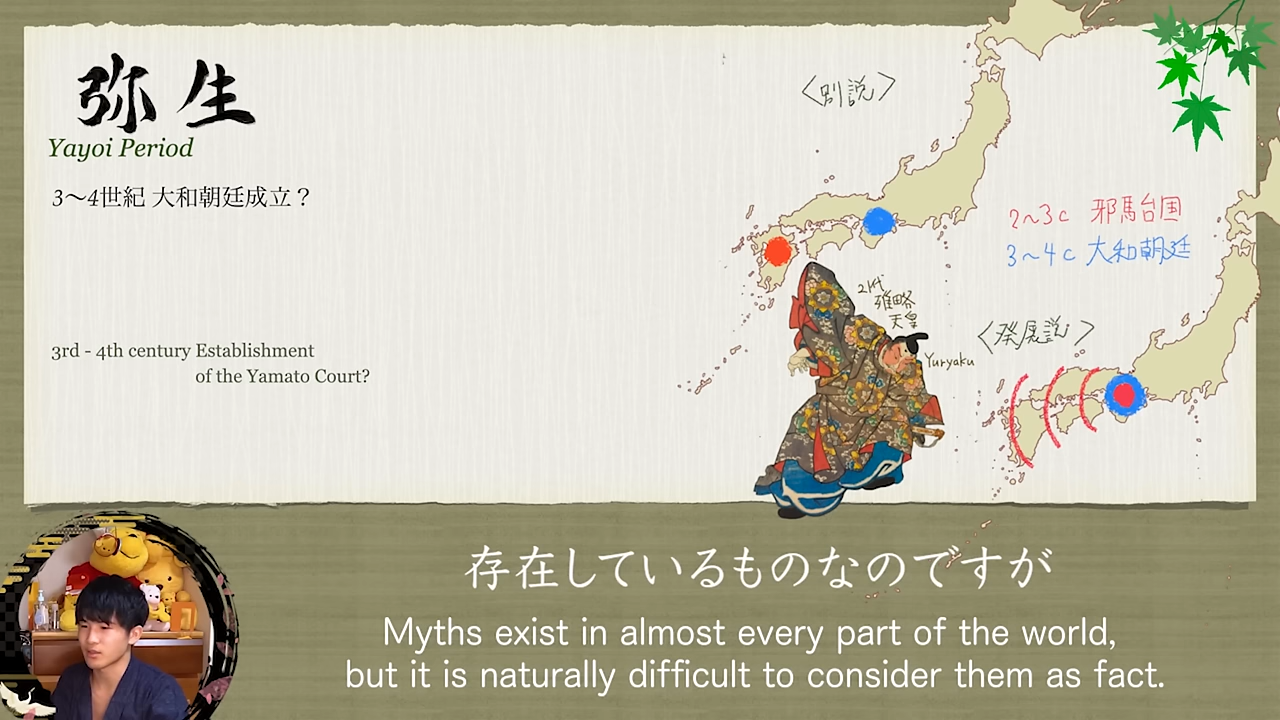 弥生
Yayoi Period
3〜4世紀 大和朝廷成立？
3rd - 4th century Establishment
of the Yamato Court?
〈別説〉
2〜3c 邪馬台国
3〜4c 大和朝廷
21代
雄略
天皇
Yuryaku
〈発展説〉
存在しているものなのですが
Myths exist in almost every part of the world,
but it is naturally difficult to consider them as fact.